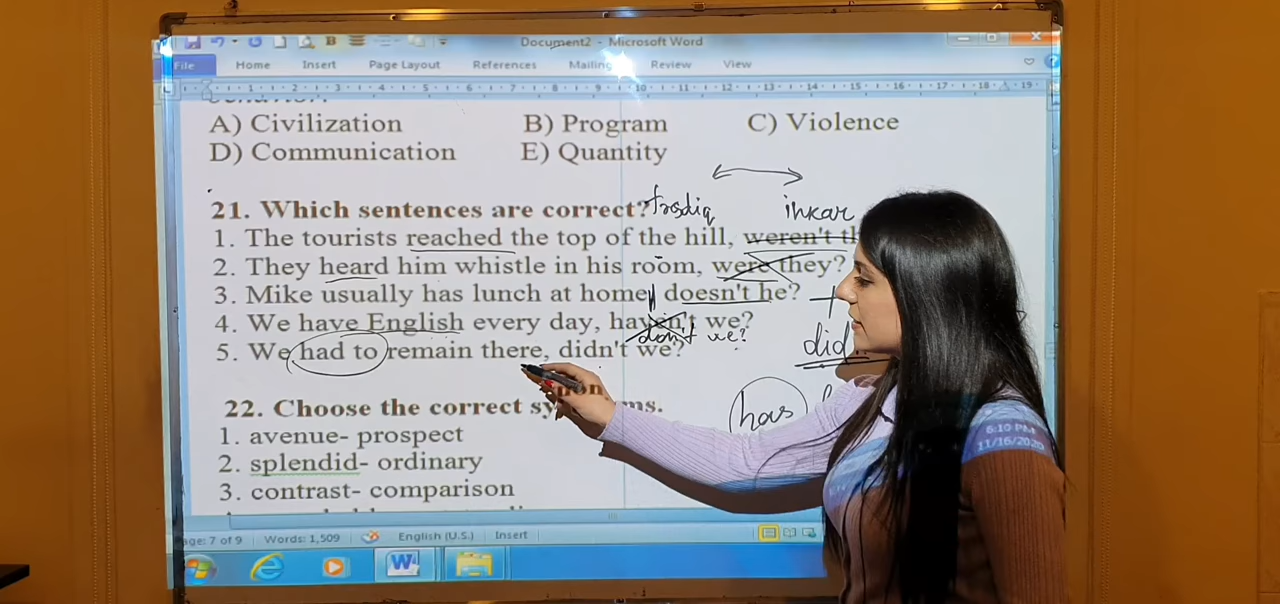 Document2 - Microsoft Word
File Home Insert Page Layout References Mailing Review View
A) Civilization B) Program C) Violence
D) Communication E) Quantity
21. Which sentences are correct? təsdiq inkar
1. The tourists reached the top of the hill, weren't
2. They heard him whistle in his room, were they?
3. Mike usually has lunch at home, doesn't he?
4. We have English every day, haven't we?
don't we?
5. We had to remain there, didn't we?
did
has
22. Choose the correct
1. avenue- prospect
2. splendid- ordinary
3. contrast- comparison
age: 7 of 9 Words: 1,509 English (U.S.) Insert
6:10 PM
11/16/2020